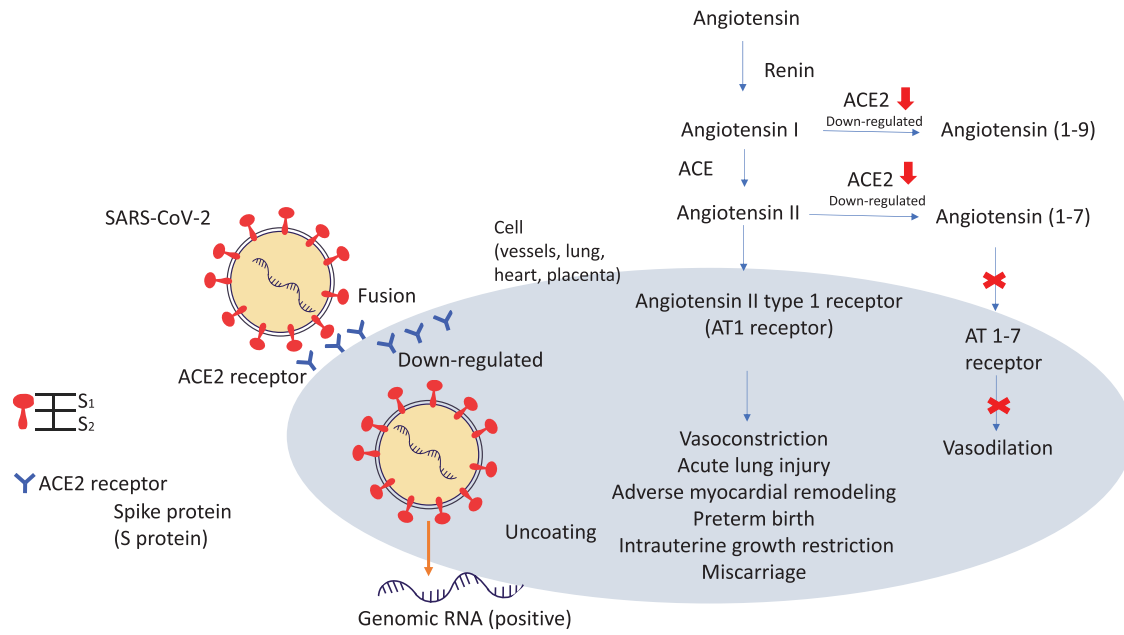 Angiotensin
Renin
ACE2
Down-regulated
Angiotensin I
Angiotensin (1-9)
ACE
ACE2
Down-regulated
Angiotensin II
Angiotensin (1-7)
SARS-CoV-2
Cell
(vessels, lung,
heart, placenta)
Fusion
Angiotensin II type 1 receptor
(AT1 receptor)
AT 1-7
receptor
Down-regulated
ACE2 receptor
S1
S2
Vasoconstriction
Acute lung injury
Adverse myocardial remodeling
Preterm birth
Intrauterine growth restriction
Miscarriage
Vasodilation
ACE2 receptor
Spike protein
(S protein)
Uncoating
Genomic RNA (positive)